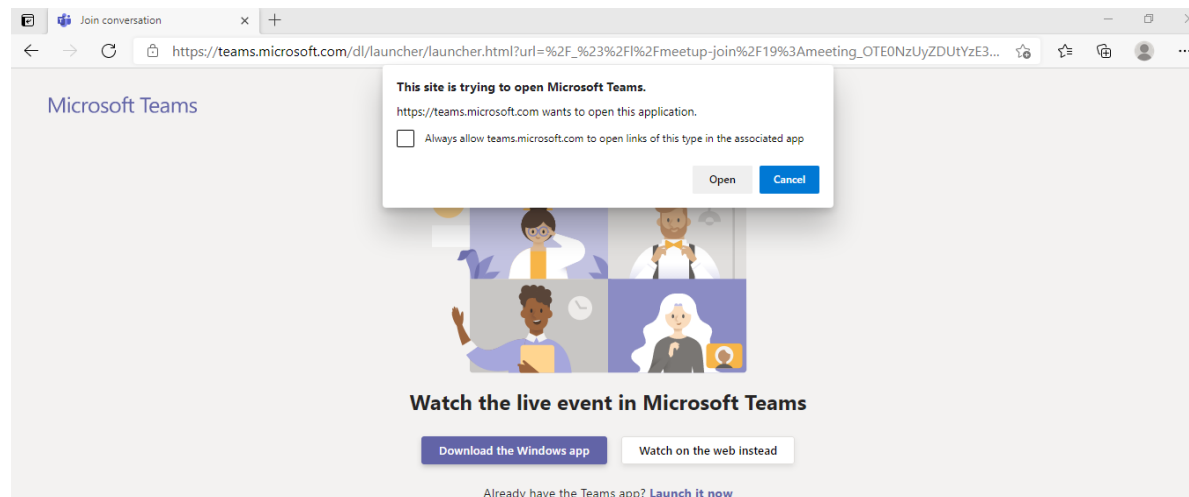 Join conversation
https://teams.microsoft.com/dl/launcher/launcher.html?url=%2F_%23%2Fl%2Fmeetup-join%2F19%3Ameeting_OTE0NzUyZDUtYzE3...
Microsoft Teams
This site is trying to open Microsoft Teams.
https://teams.microsoft.com wants to open this application.
Always allow teams.microsoft.com to open links of this type in the associated app
Open Cancel
Watch the live event in Microsoft Teams
Download the Windows app Watch on the web instead
Already have the Teams app? Launch it now